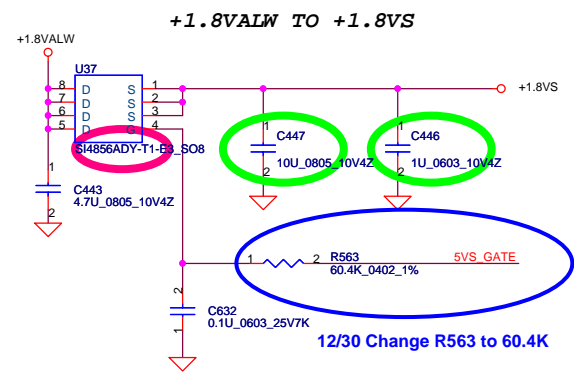 +1.8VALW TO +1.8VS
+1.8VALW
U37
8 D S 1
7 D S 2
6 D S 3
5 D G 4
+1.8VS
SI4856ADY-T1-E3_SO8
1
C443
4.7U_0805_10V4Z
2
1
C447
10U_0805_10V4Z
2
1
C446
1U_0603_10V4Z
2
1 R563 2 5VS_GATE
60.4K_0402_1%
2
C632
0.1U_0603_25V7K
1
12/30 Change R563 to 60.4K